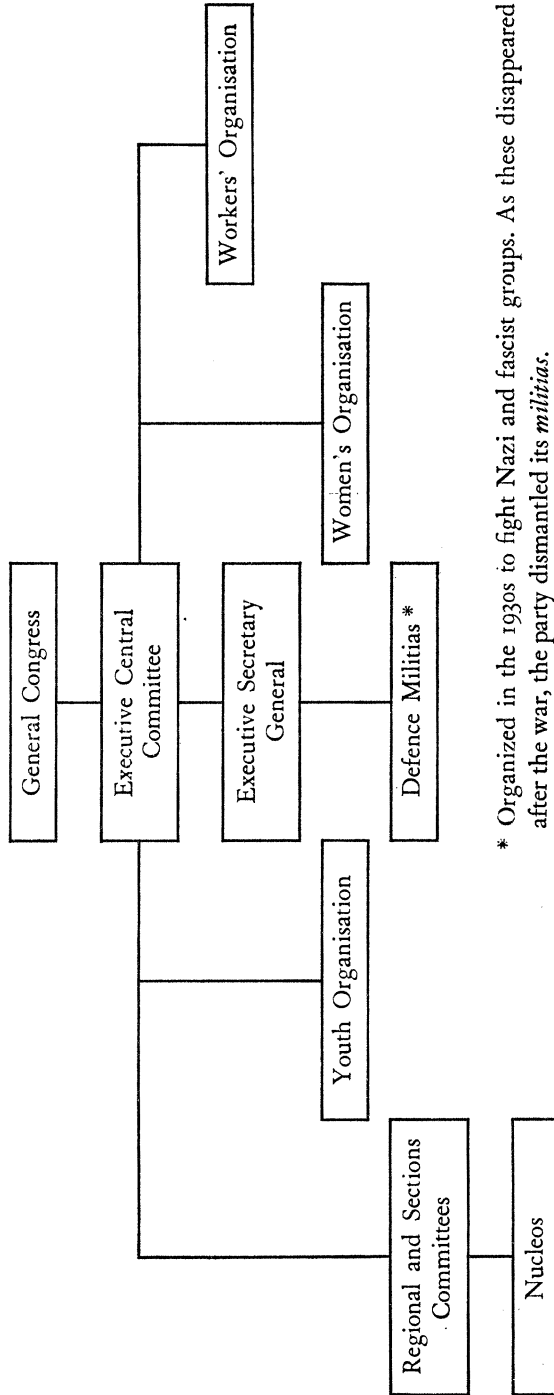 General Congress
Executive Central
Committee
Executive Secretary
General
Defence Militias *
Workers' Organisation
Women's Organisation
Youth Organisation
Regional and Sections
Committees
Nucleos
* Organized in the 1930s to fight Nazi and fascist groups. As these disappeared
after the war, the party dismantled its militias.